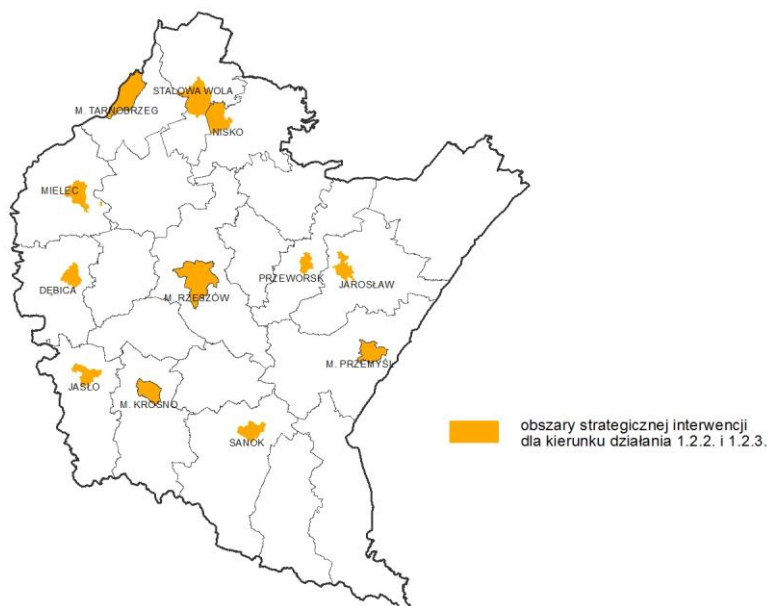 STALOWA WOLA
M. TARNOBRZEG
NISKO
MIELEC
PRZEWORSK
JAROSŁAW
DĘBICA
M. RZESZÓW
M. PRZEMYŚL
JASŁO
M. KROSNO
SANOK
obszary strategicznej interwencji
dla kierunku działania 1.2.2. i 1.2.3.